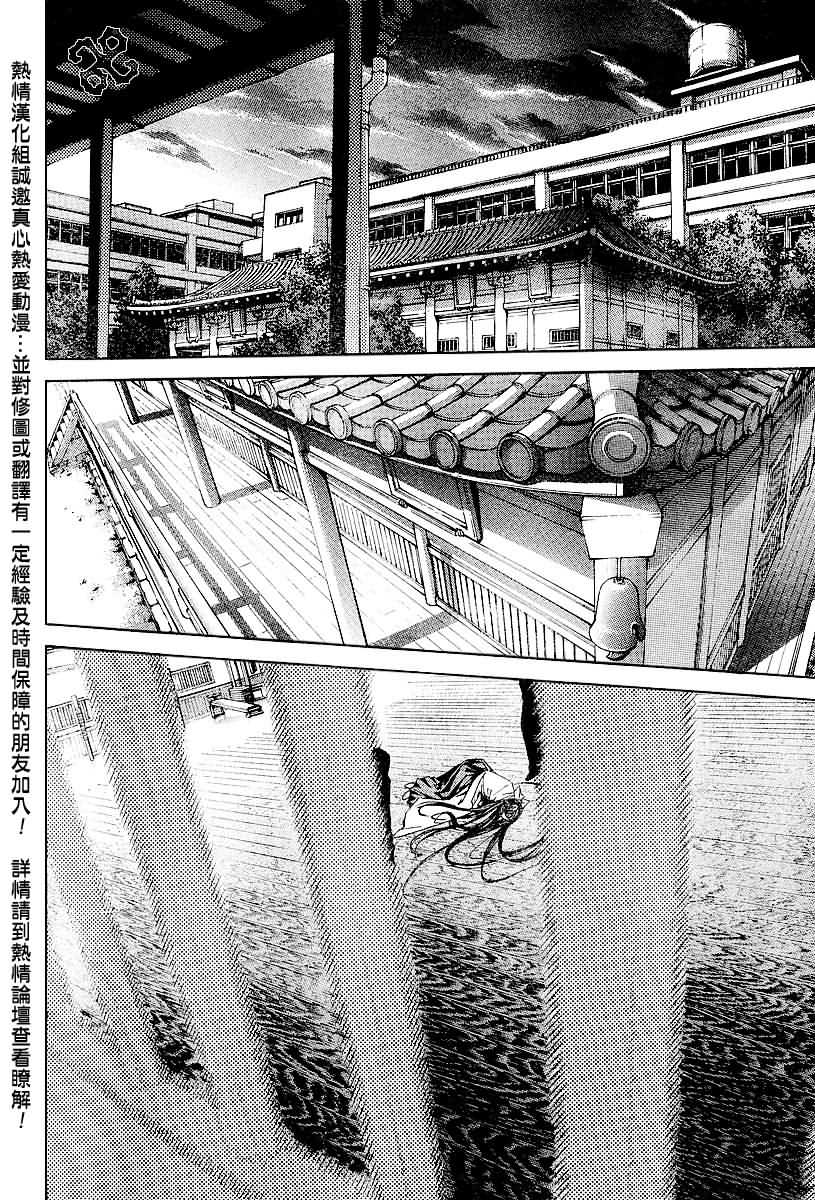 熱情漢化組誠邀真心熱愛動漫…並對修圖或翻譯有一定經驗及時間保障的朋友加入！ 詳情請到熱情論壇查看瞭解！